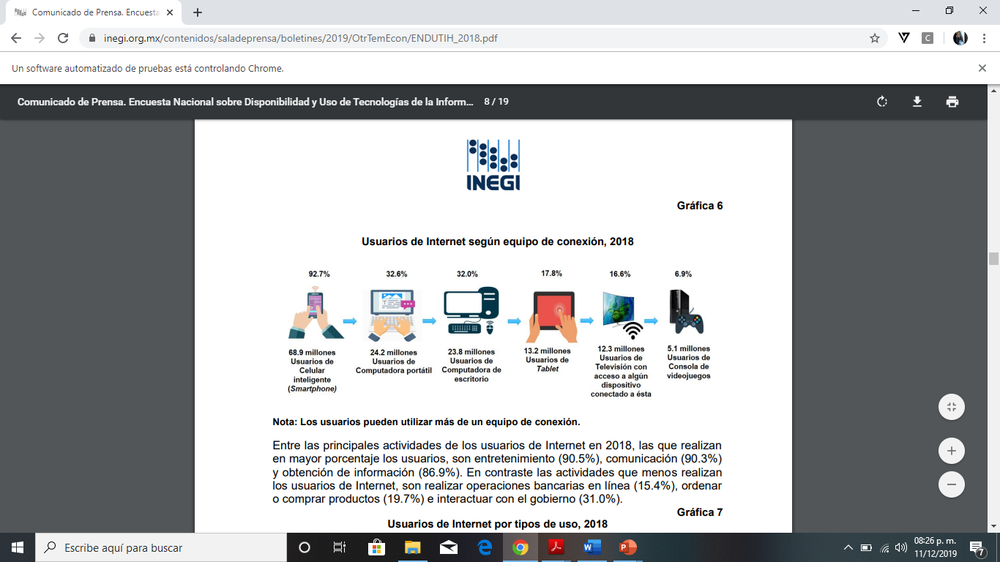 Comunicado de Prensa. Encuesta
inegi.org.mx/contenidos/saladeprensa/boletines/2019/OtrTemEcon/ENDUTIH_2018.pdf
C
Un software automatizado de pruebas está controlando Chrome.
Comunicado de Prensa. Encuesta Nacional sobre Disponibilidad y Uso de Tecnologías de la Inform... 8 / 19
INEGI
Gráfica 6
Usuarios de Internet según equipo de conexión, 2018
92.7% 32.6% 32.0% 17.8% 16.6% 6.9%
68.9 millones
Usuarios de
Celular
inteligente
(Smartphone)
24.2 millones
Usuarios de
Computadora portátil
23.8 millones
Usuarios de
Computadora de
escritorio
13.2 millones
Usuarios de
Tablet
12.3 millones
Usuarios de
Televisión con
acceso a algún
dispositivo
conectado a ésta
5.1 millones
Usuarios de
Consola de
videojuegos
Nota: Los usuarios pueden utilizar más de un equipo de conexión.
Entre las principales actividades de los usuarios de Internet en 2018, las que realizan
en mayor porcentaje los usuarios, son entretenimiento (90.5%), comunicación (90.3%)
y obtención de información (86.9%). En contraste las actividades que menos realizan
los usuarios de Internet, son realizar operaciones bancarias en línea (15.4%), ordenar
o comprar productos (19.7%) e interactuar con el gobierno (31.0%).
Gráfica 7
Usuarios de Internet por tipos de uso, 2018
Escribe aquí para buscar
08:26 p. m.
11/12/2019
7